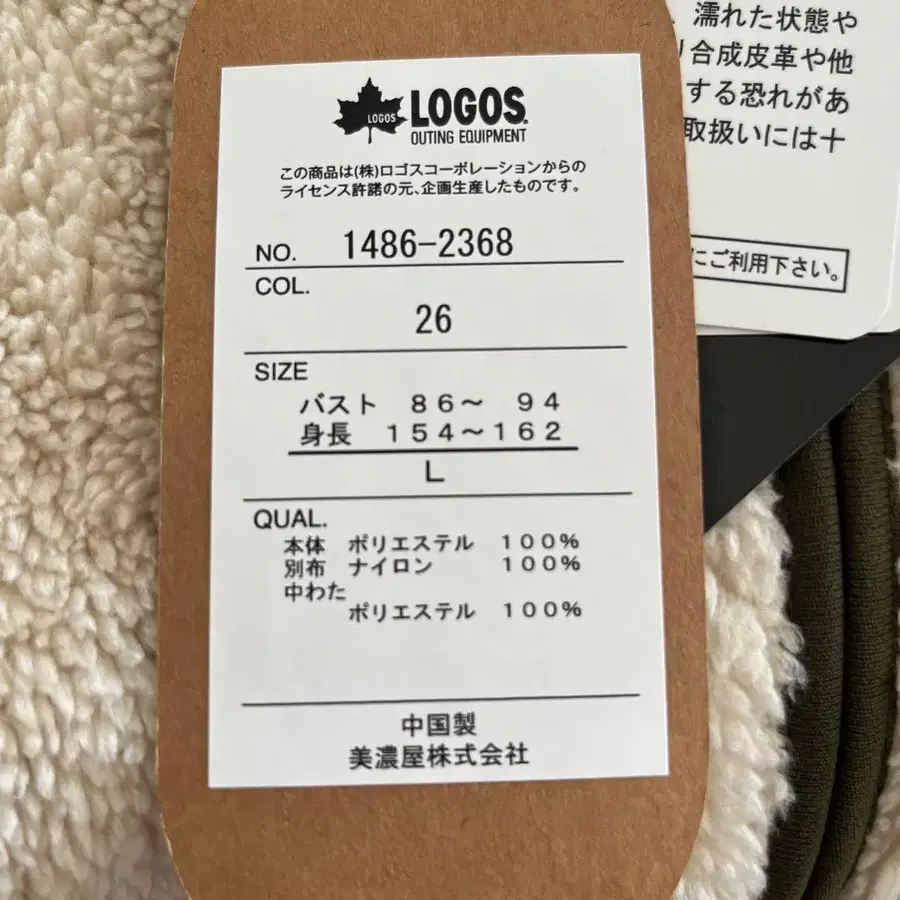 LOGOS
LOGOS
OUTING EQUIPMENT
この商品は(株)ロゴスコーポレーションからの
ライセンス許諾の元、企画生産したものです。
NO. 1486-2368
COL.
26
SIZE
バスト 86～ 94
身長 154～162
L
QUAL.
本体 ポリエステル 100%
別布 ナイロン 100%
中わた
ポリエステル 100%
中国製
美濃屋株式会社
濡れた状態や
合成皮革や他
する恐れがあ
取扱いには十
にご利用下さい。